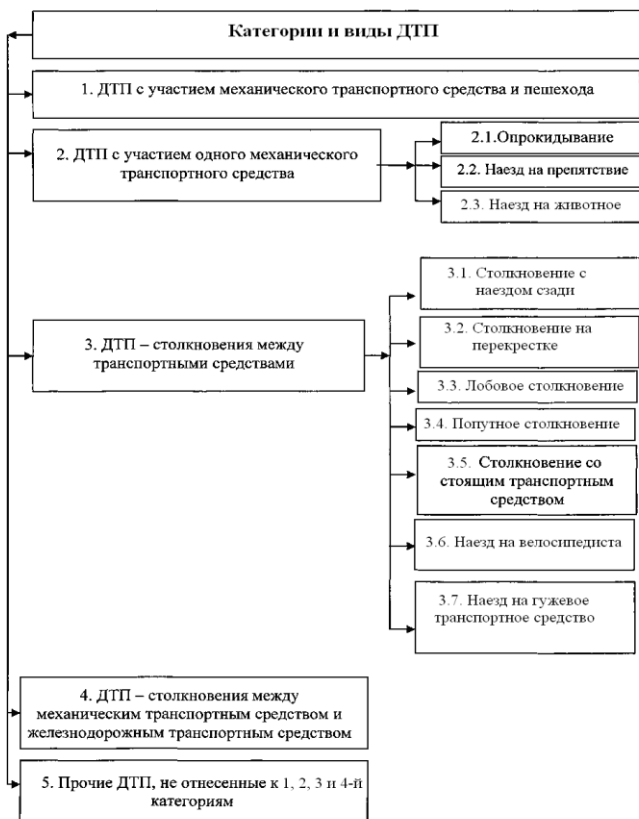 Категории и виды ДТП
1. ДТП с участием механического транспортного средства и пешехода
2. ДТП с участием одного механического
транспортного средства
2.1.Опрокидывание
2.2. Наезд на препятствие
2.3. Наезд на животное
3. ДТП – столкновения между
транспортными средствами
3.1. Столкновение с
наездом сзади
3.2. Столкновение на
перекрестке
3.3. Лобовое столкновение
3.4. Попутное столкновение
3.5. Столкновение со
стоящим транспортным
средством
3.6. Наезд на велосипедиста
3.7. Наезд на гужевое
транспортное средство
4. ДТП – столкновения между
механическим транспортным средством и
железнодорожным транспортным средством
5. Прочие ДТП, не отнесенные к 1, 2, 3 и 4-й
категориям